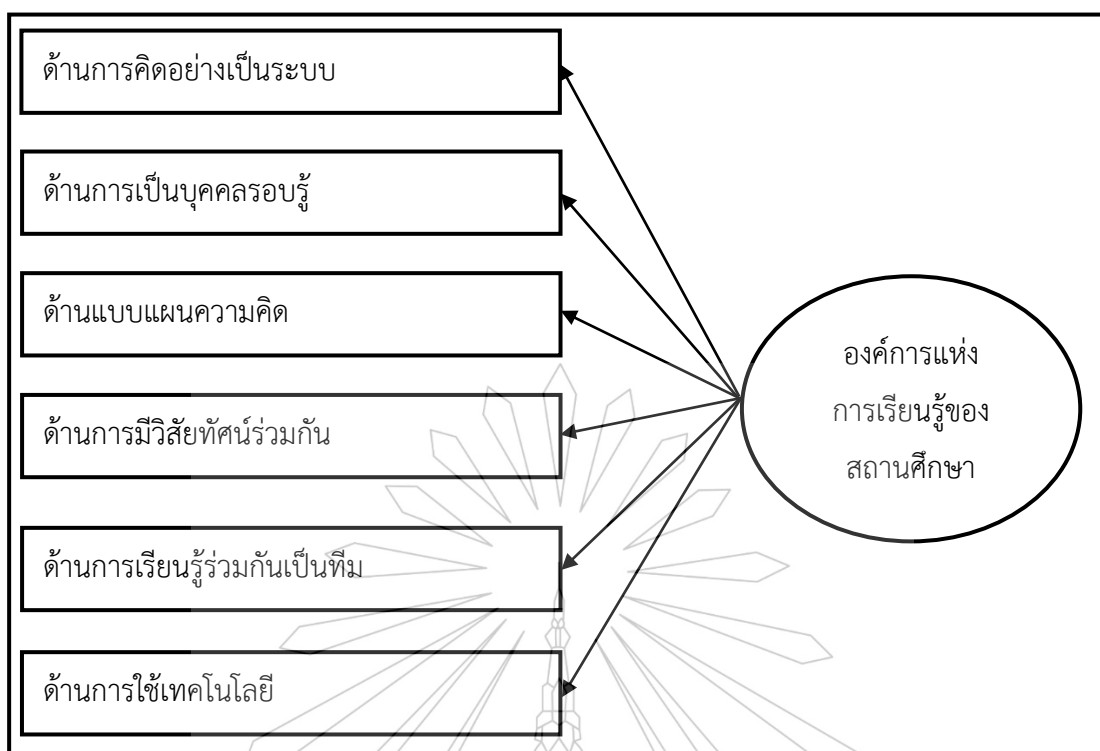 ด้านการคิดอย่างเป็นระบบ
ด้านการเป็นบุคคลรอบรู้
ด้านแบบแผนความคิด
ด้านการมีวิสัยทัศน์ร่วมกัน
ด้านการเรียนรู้ร่วมกันเป็นทีม
ด้านการใช้เทคโนโลยี
องค์การแห่ง
การเรียนรู้ของ
สถานศึกษา